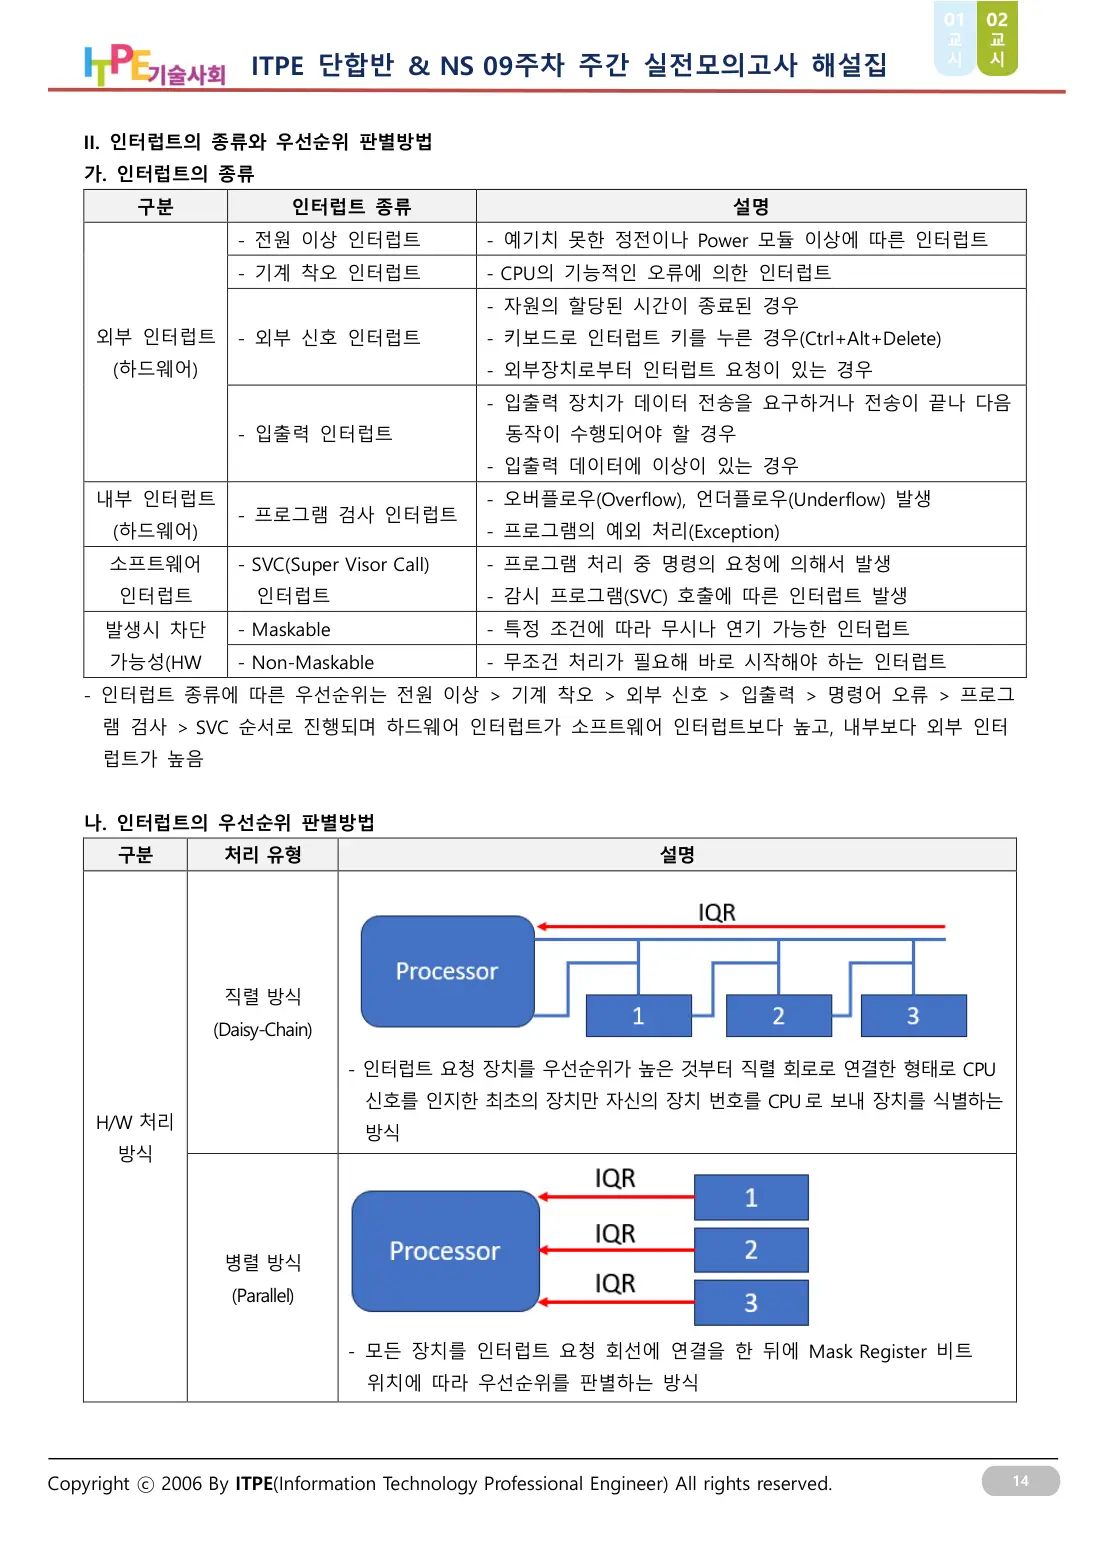 01
교
시
02
교
시
ITPE기술사회
ITPE 단합반 & NS 09주차 주간 실전모의고사 해설집
II. 인터럽트의 종류와 우선순위 판별방법
가. 인터럽트의 종류
구분
인터럽트 종류
설명
외부 인터럽트
(하드웨어)
- 전원 이상 인터럽트
- 예기치 못한 정전이나 Power 모듈 이상에 따른 인터럽트
- 기계 착오 인터럽트
- CPU의 기능적인 오류에 의한 인터럽트
- 외부 신호 인터럽트
- 자원의 할당된 시간이 종료된 경우
- 키보드로 인터럽트 키를 누른 경우(Ctrl+Alt+Delete)
- 외부장치로부터 인터럽트 요청이 있는 경우
- 입출력 인터럽트
- 입출력 장치가 데이터 전송을 요구하거나 전송이 끝나 다음
동작이 수행되어야 할 경우
- 입출력 데이터에 이상이 있는 경우
내부 인터럽트
(하드웨어)
- 프로그램 검사 인터럽트
- 오버플로우(Overflow), 언더플로우(Underflow) 발생
- 프로그램의 예외 처리(Exception)
소프트웨어
인터럽트
- SVC(Super Visor Call)
인터럽트
- 프로그램 처리 중 명령의 요청에 의해서 발생
- 감시 프로그램(SVC) 호출에 따른 인터럽트 발생
발생시 차단
가능성(HW
- Maskable
- 특정 조건에 따라 무시나 연기 가능한 인터럽트
- Non-Maskable
- 무조건 처리가 필요해 바로 시작해야 하는 인터럽트
- 인터럽트 종류에 따른 우선순위는 전원 이상 > 기계 착오 > 외부 신호 > 입출력 > 명령어 오류 > 프로그
램 검사 > SVC 순서로 진행되며 하드웨어 인터럽트가 소프트웨어 인터럽트보다 높고, 내부보다 외부 인터
럽트가 높음
나. 인터럽트의 우선순위 판별방법
구분
처리 유형
설명
H/W 처리
방식
직렬 방식
(Daisy-Chain)
IQR
Processor
1
2
3
- 인터럽트 요청 장치를 우선순위가 높은 것부터 직렬 회로로 연결한 형태로 CPU
신호를 인지한 최초의 장치만 자신의 장치 번호를 CPU로 보내 장치를 식별하는
방식
병렬 방식
(Parallel)
Processor
IQR
1
IQR
2
IQR
3
- 모든 장치를 인터럽트 요청 회선에 연결을 한 뒤에 Mask Register 비트
위치에 따라 우선순위를 판별하는 방식
Copyright ⓒ 2006 By ITPE(Information Technology Professional Engineer) All rights reserved.
14